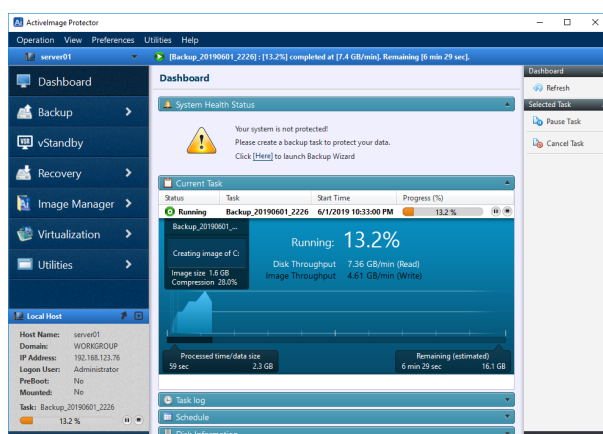 ActiveImage Protector
Operation View Preferences Utilities Help
server01
[Backup_20190601_2226] : [13.2%] completed at [7.4 GB/min]. Remaining [6 min 29 sec].
Dashboard
Backup
vStandby
Recovery
Image Manager
Virtualization
Utilities
Local Host
Host Name: server01
Domain: WORKGROUP
IP Address: 192.168.123.76
Logon User: Administrator
PreBoot: No
Mounted: No
Task: Backup_20190601_2226
13.2 %
Dashboard
System Health Status
Your system is not protected!
Please create a backup task to protect your data.
Click [Here] to launch Backup Wizard
Current Task
Status Task Start Time Progress (%)
Running Backup_20190601_2226 6/1/2019 10:33:00 PM 13.2 %
Backup_20190601_...
Creating image of C:
Image size 1.6 GB
Compression 28.0%
Running: 13.2%
Disk Throughput 7.36 GB/min (Read)
Image Throughput 4.61 GB/min (Write)
Processed time/data size
59 sec 2.3 GB
Remaining (estimated)
6 min 29 sec 16.1 GB
Task log
Schedule
Disk Information
Dashboard
Refresh
Selected Task
Pause Task
Cancel Task